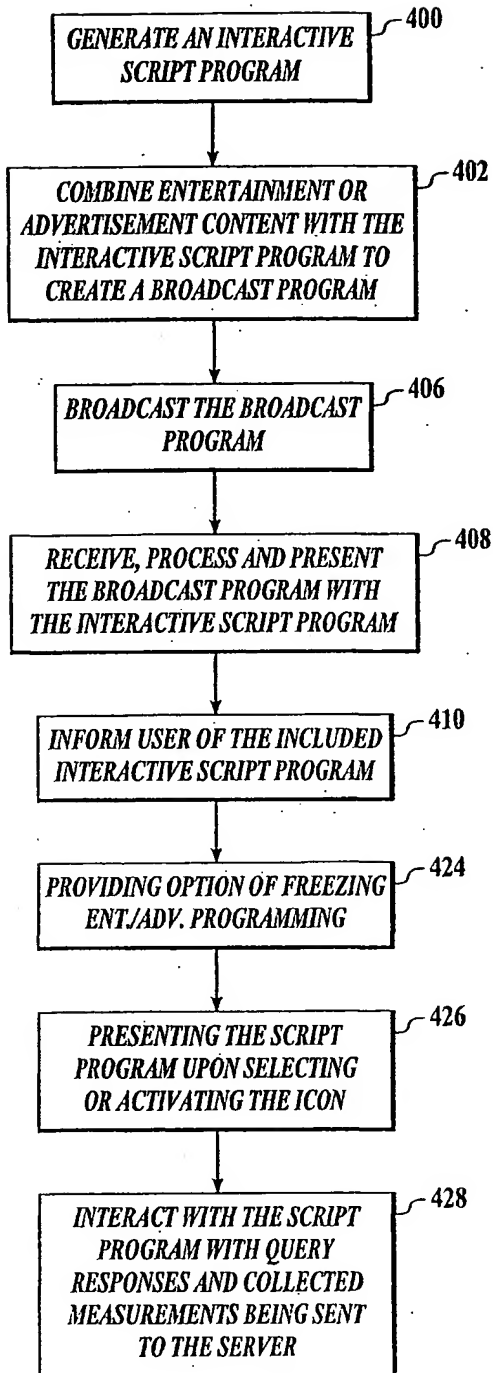 GENERATE AN INTERACTIVE
SCRIPT PROGRAM
400
COMBINE ENTERTAINMENT OR
ADVERTISEMENT CONTENT WITH THE
INTERACTIVE SCRIPT PROGRAM TO
CREATE A BROADCAST PROGRAM
402
BROADCAST THE BROADCAST
PROGRAM
406
RECEIVE, PROCESS AND PRESENT
THE BROADCAST PROGRAM WITH
THE INTERACTIVE SCRIPT PROGRAM
408
INFORM USER OF THE INCLUDED
INTERACTIVE SCRIPT PROGRAM
410
PROVIDING OPTION OF FREEZING
ENT./ADV. PROGRAMMING
424
PRESENTING THE SCRIPT
PROGRAM UPON SELECTING
OR ACTIVATING THE ICON
426
INTERACT WITH THE SCRIPT
PROGRAM WITH QUERY
RESPONSES AND COLLECTED
MEASUREMENTS BEING SENT
TO THE SERVER
428